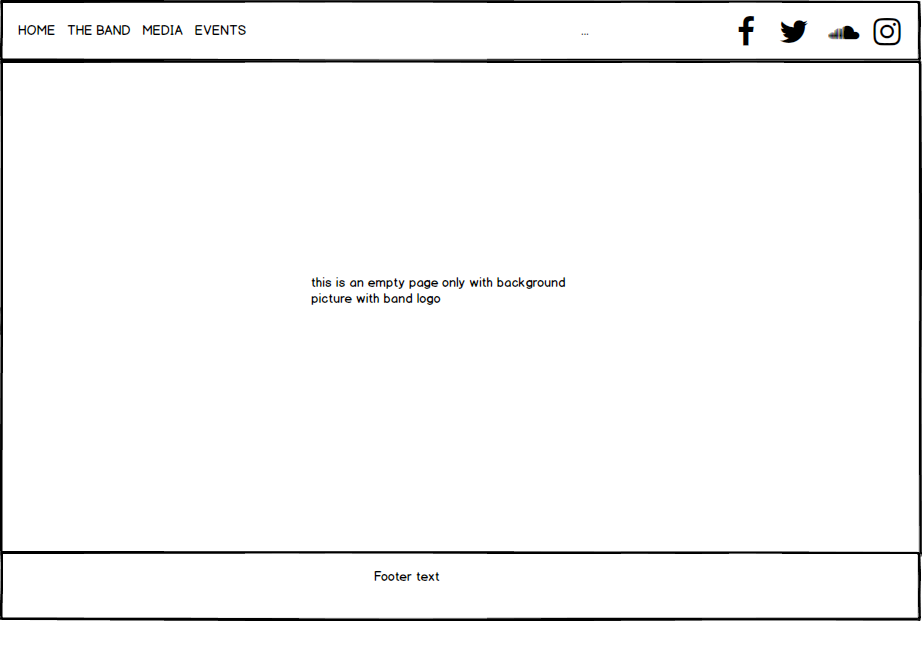 HOME THE BAND MEDIA EVENTS ...
this is an empty page only with background
picture with band logo
Footer text